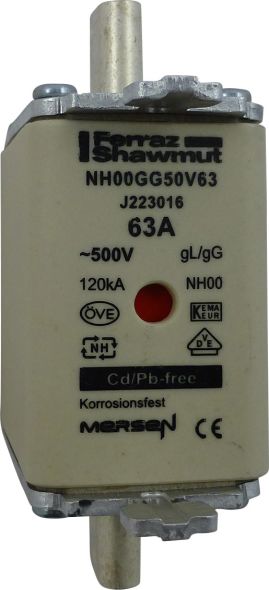 Ferraz
Shawmut
NH00GG50V63
J223016
63A
~500V gL/gG
120kA NH00
ÖVE KEMA
KEUR
NH VDE
Cd/Pb-free
Korrosionsfest
MERSEN CE